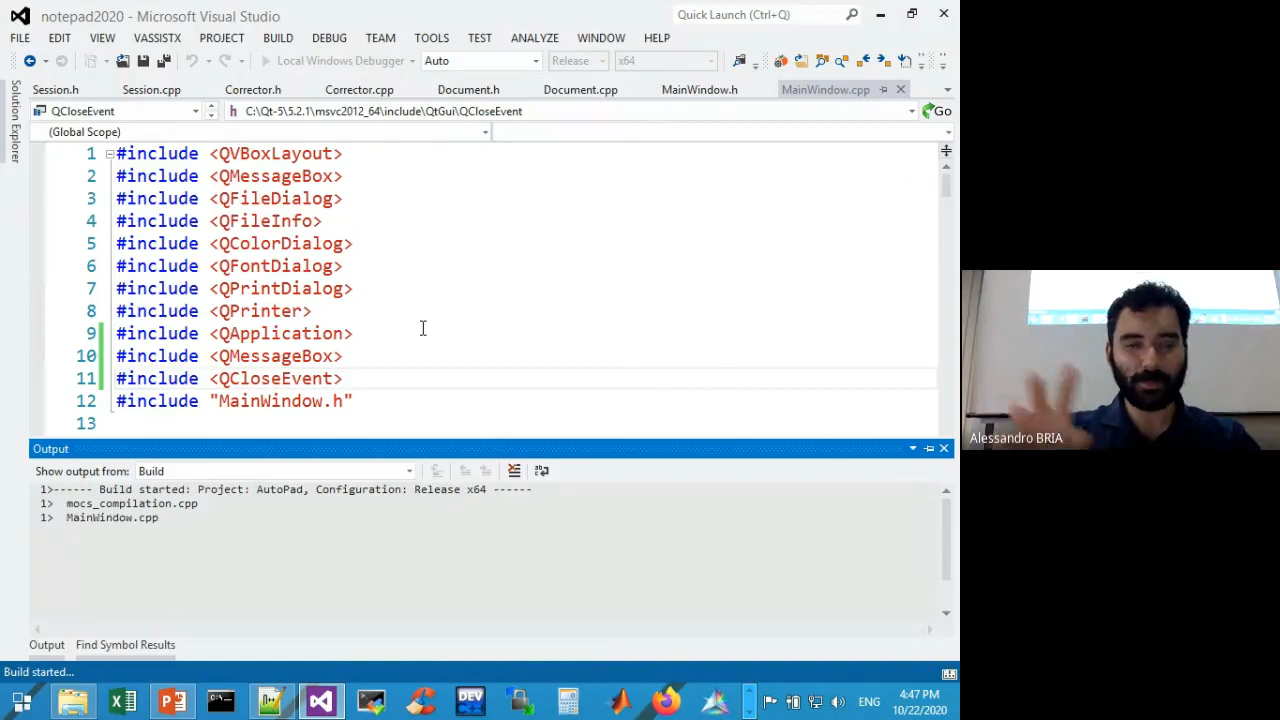 notepad2020 - Microsoft Visual Studio
Quick Launch (Ctrl+Q)
FILE EDIT VIEW VASSISTX PROJECT BUILD DEBUG TEAM TOOLS TEST ANALYZE WINDOW HELP
Local Windows Debugger Auto Release x64
Solution Explorer
Session.h Session.cpp Corrector.h Corrector.cpp Document.h Document.cpp MainWindow.h MainWindow.cpp
QCloseEvent h C:\Qt-5\5.2.1\msvc2012_64\include\QtGui\QCloseEvent Go
(Global Scope)
1 #include <QVBoxLayout>
2 #include <QMessageBox>
3 #include <QFileDialog>
4 #include <QFileInfo>
5 #include <QColorDialog>
6 #include <QFontDialog>
7 #include <QPrintDialog>
8 #include <QPrinter>
9 #include <QApplication>
10 #include <QMessageBox>
11 #include <QCloseEvent>
12 #include "MainWindow.h"
13
Alessandro BRIA
Output
Show output from: Build
1>------ Build started: Project: AutoPad, Configuration: Release x64 ------
1> mocs_compilation.cpp
1> MainWindow.cpp
Output Find Symbol Results
Build started...
DEV
ENG
4:47 PM
10/22/2020